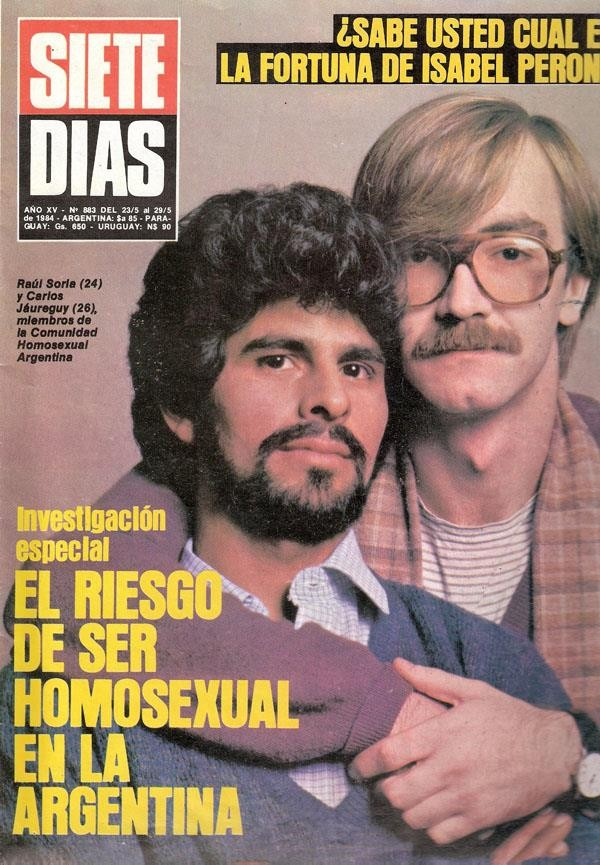 ¿SABE USTED CUAL E
LA FORTUNA DE ISABEL PERON
SIETE
DIAS
AÑO XV - Nº 883 DEL 23/5 al 29/5
de 1984 - ARGENTINA: $a 85 - PARA-
GUAY: Gs. 650 - URUGUAY: N$ 90
Raúl Soria (24)
y Carlos
Jáureguy (26),
miembros de
la Comunidad
Homosexual
Argentina
Investigación
especial
EL RIESGO
DE SER
HOMOSEXUAL
EN LA
ARGENTINA